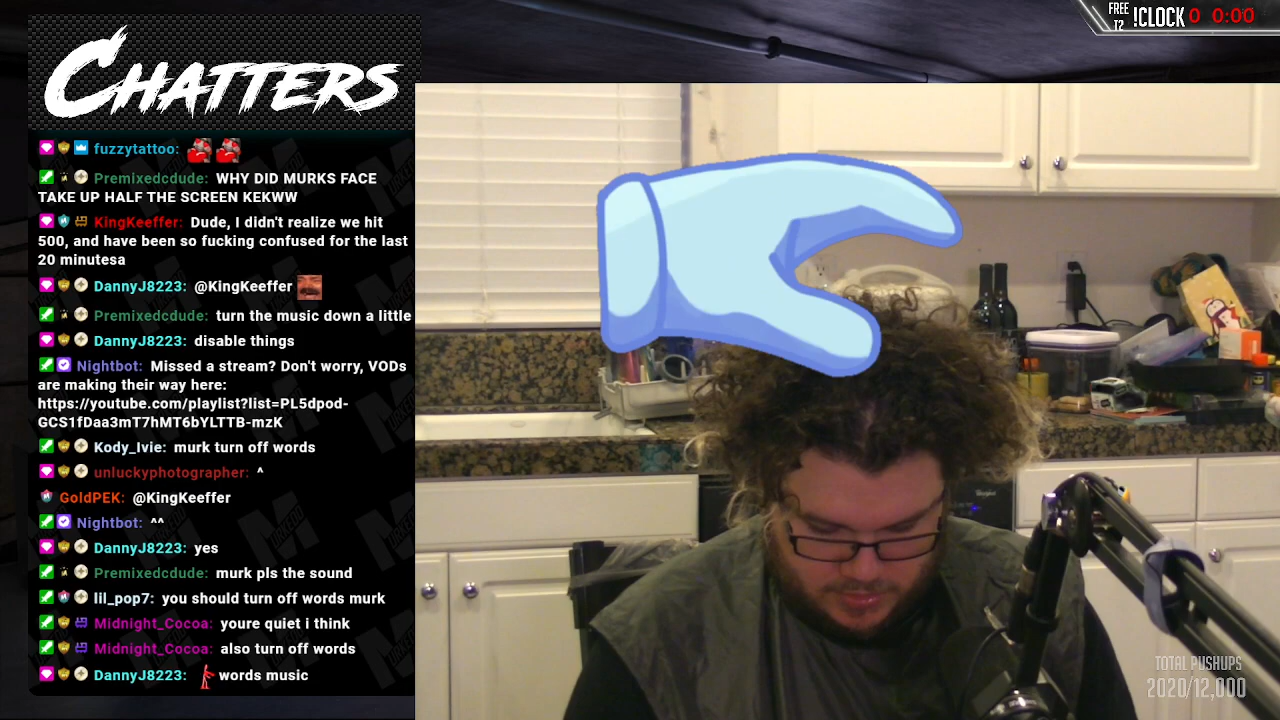 FREE
12
!CLOCK 0 0:00
CHATTERS
fuzzytattoo:
Premixedcdude: WHY DID MURKS FACE
TAKE UP HALF THE SCREEN KEKWW
KingKeeffer: Dude, I didn't realize we hit
500, and have been so fucking confused for the last
20 minutesa
DannyJ8223: @KingKeeffer
Premixedcdude: turn the music down a little
DannyJ8223: disable things
Nightbot: Missed a stream? Don't worry, VODs
are making their way here:
https://youtube.com/playlist?list=PL5dpod-
GCS1fDaa3mT7hMT6bYLTTB-mzK
Kody_Ivie: murk turn off words
unluckyphotographer: ^
GoldPEK: @KingKeeffer
Nightbot: ^^
DannyJ8223: yes
Premixedcdude: murk pls the sound
lil_pop7: you should turn off words murk
Midnight_Cocoa: youre quiet i think
Midnight_Cocoa: also turn off words
DannyJ8223: words music
TOTAL PUSHUPS
2020/12,000